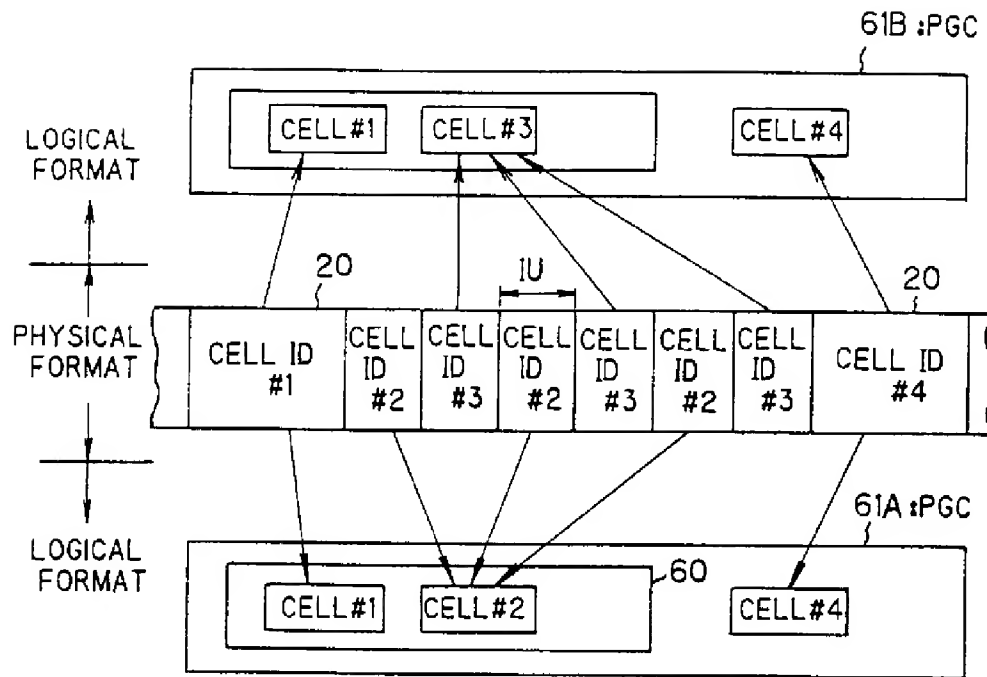 61B :PGC
CELL #1
CELL #3
CELL #4
LOGICAL
FORMAT
20
IU
20
PHYSICAL
FORMAT
CELL ID
#1
CELL
ID
#2
CELL
ID
#3
CELL
ID
#2
CELL
ID
#3
CELL
ID
#2
CELL
ID
#3
CELL ID
#4
LOGICAL
FORMAT
61A :PGC
60
CELL #1
CELL #2
CELL #4